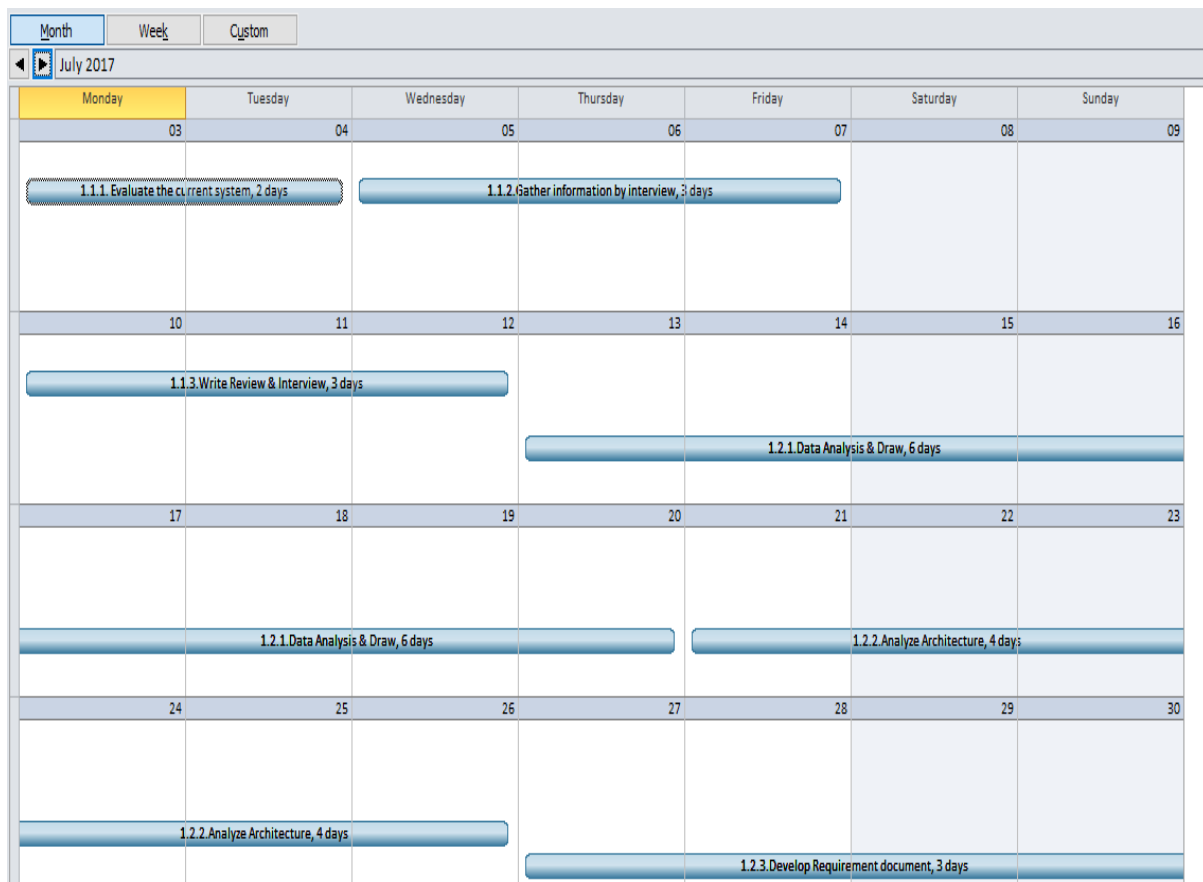 Month Week Custom
July 2017
Monday Tuesday Wednesday Thursday Friday Saturday Sunday
03 04 05 06 07 08 09
1.1.1. Evaluate the current system, 2 days 1.1.2.Gather information by interview, 3 days
10 11 12 13 14 15 16
1.1.3.Write Review & Interview, 3 days
1.2.1.Data Analysis & Draw, 6 days
17 18 19 20 21 22 23
1.2.1.Data Analysis & Draw, 6 days 1.2.2.Analyze Architecture, 4 days
24 25 26 27 28 29 30
1.2.2.Analyze Architecture, 4 days
1.2.3.Develop Requirement document, 3 days